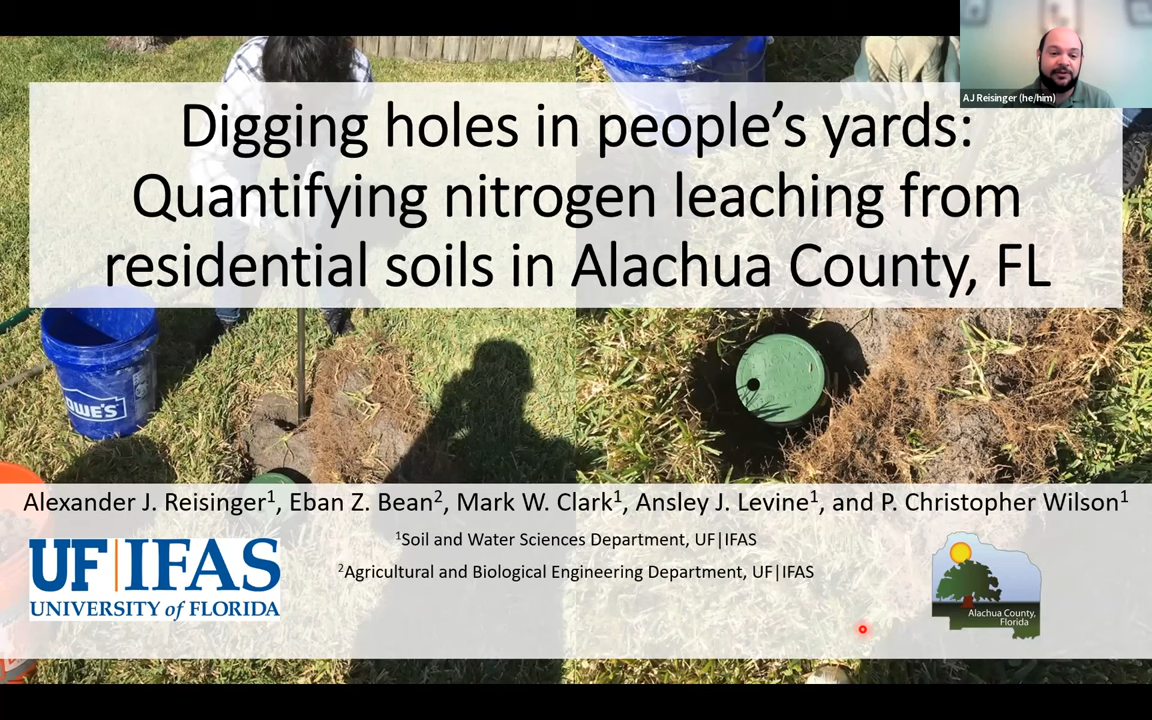 AJ Reisinger (he/him)
Digging holes in people's yards:
Quantifying nitrogen leaching from
residential soils in Alachua County, FL
Alexander J. Reisinger¹, Eban Z. Bean², Mark W. Clark¹, Ansley J. Levine¹, and P. Christopher Wilson¹
¹Soil and Water Sciences Department, UF|IFAS
²Agricultural and Biological Engineering Department, UF|IFAS
UF|IFAS
UNIVERSITY of FLORIDA
Alachua County,
Florida